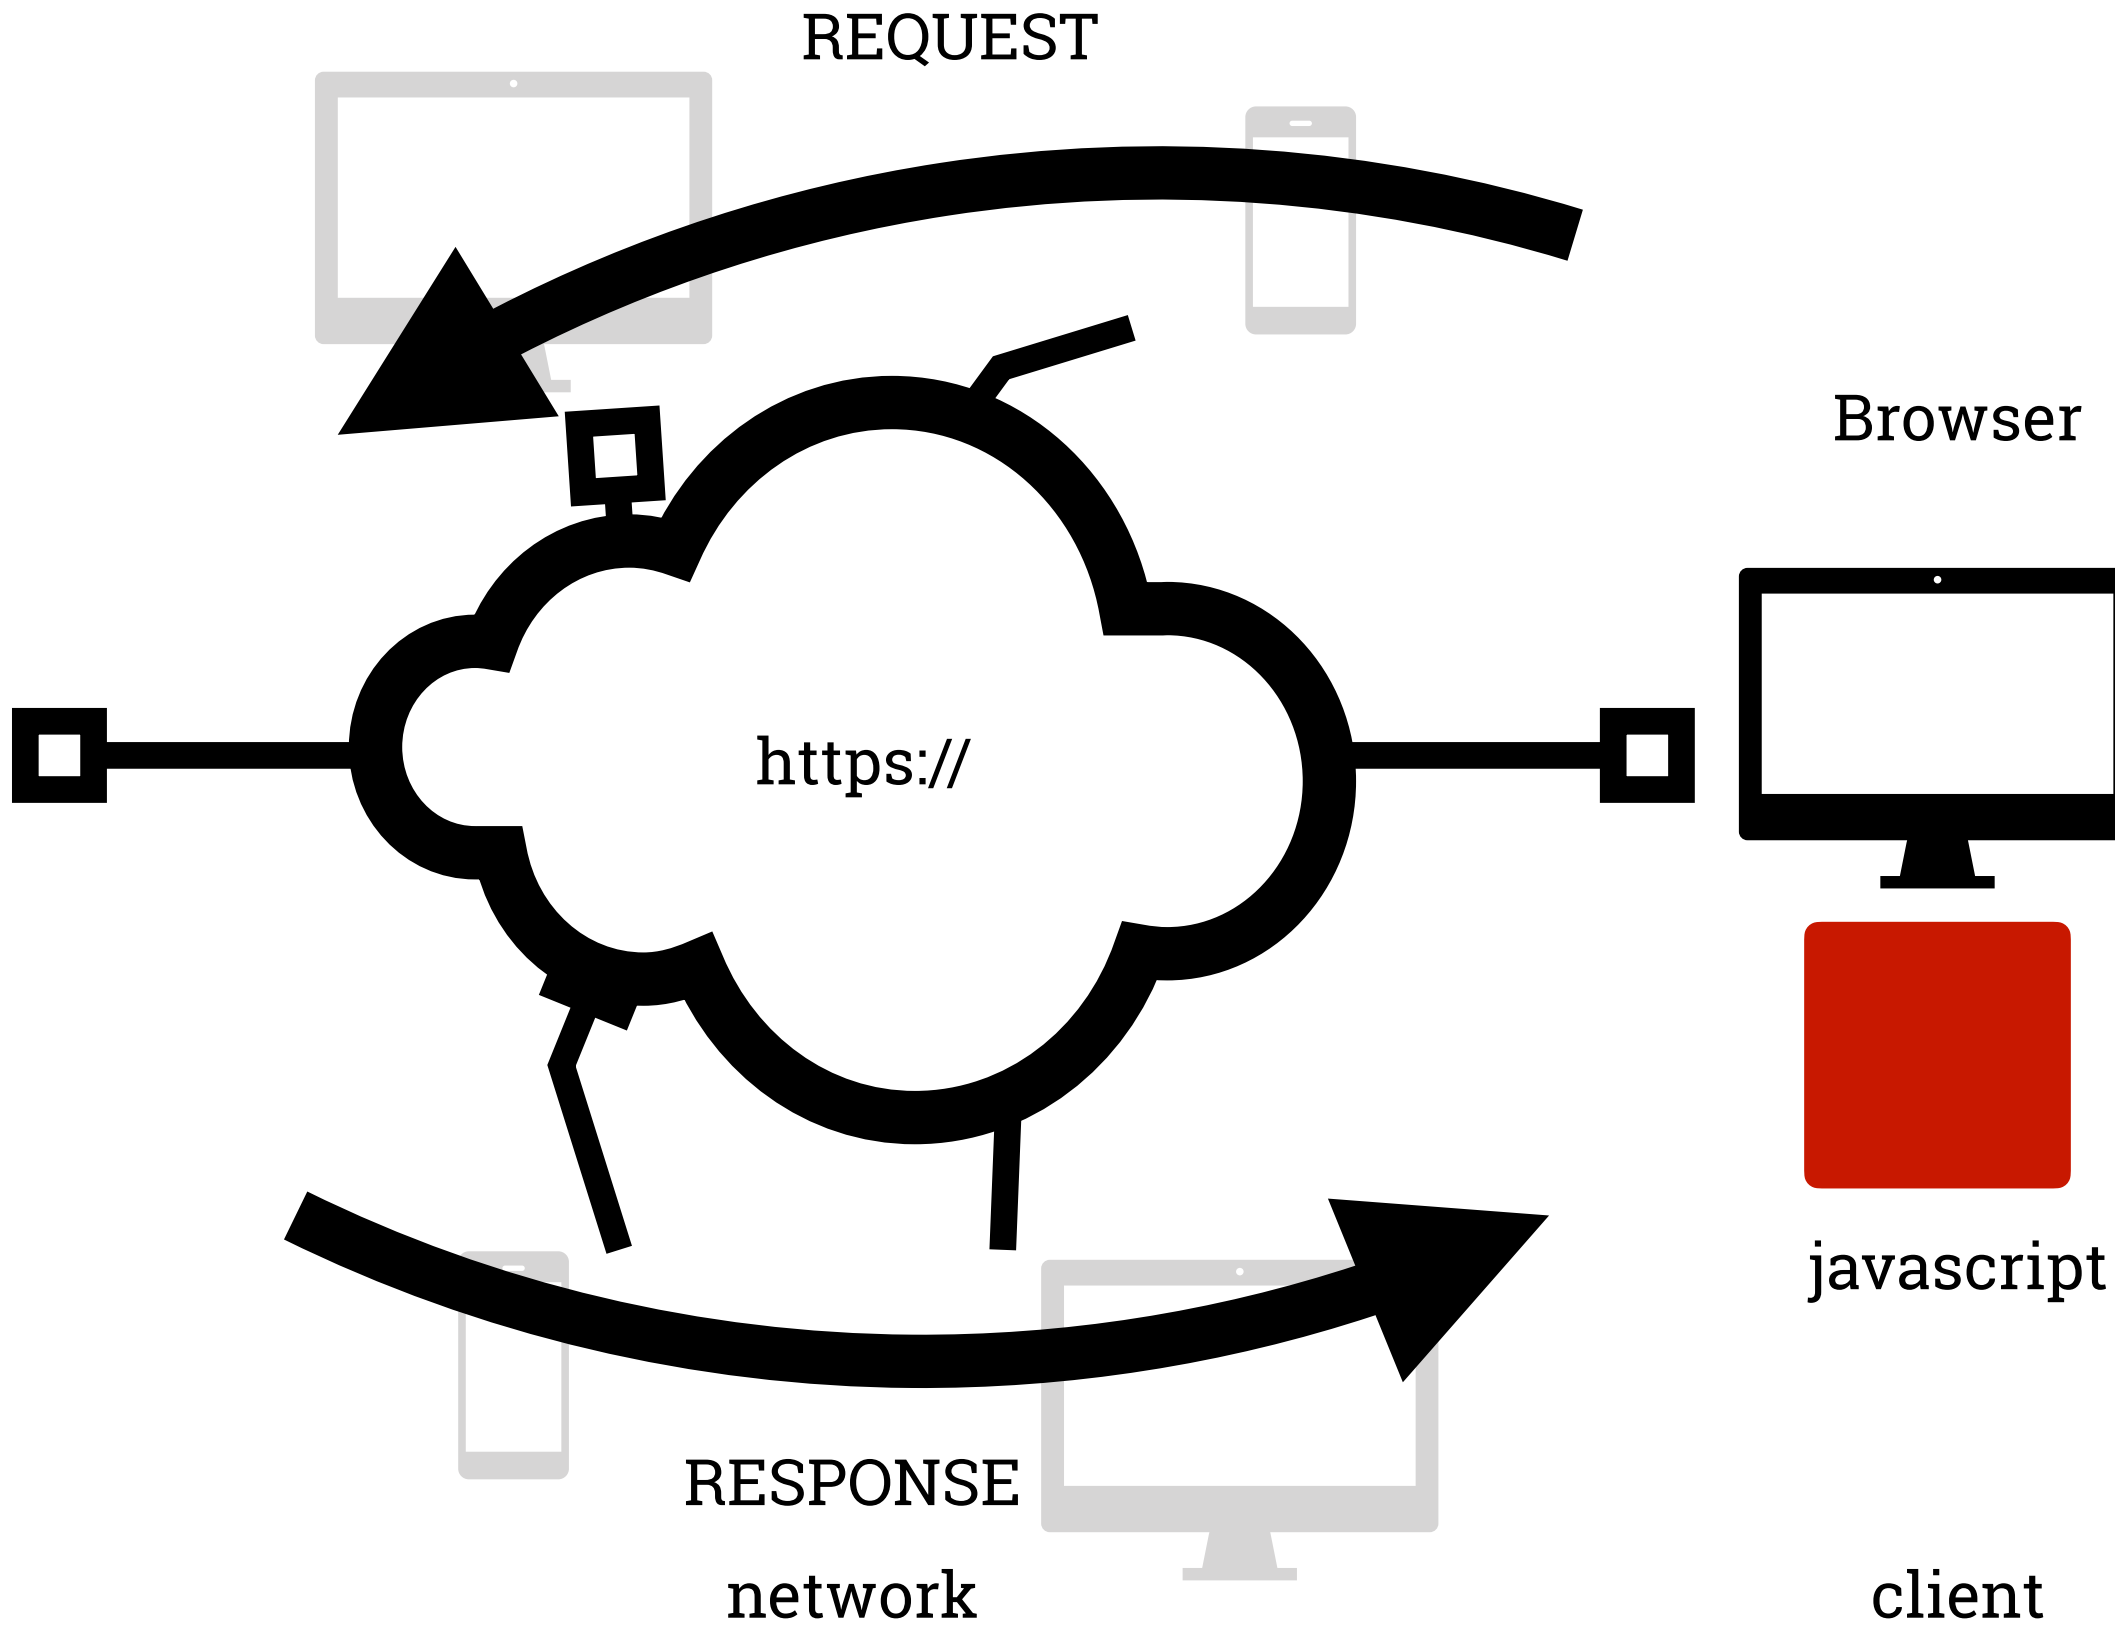 REQUEST
Browser
https://
javascript
RESPONSE
network
client